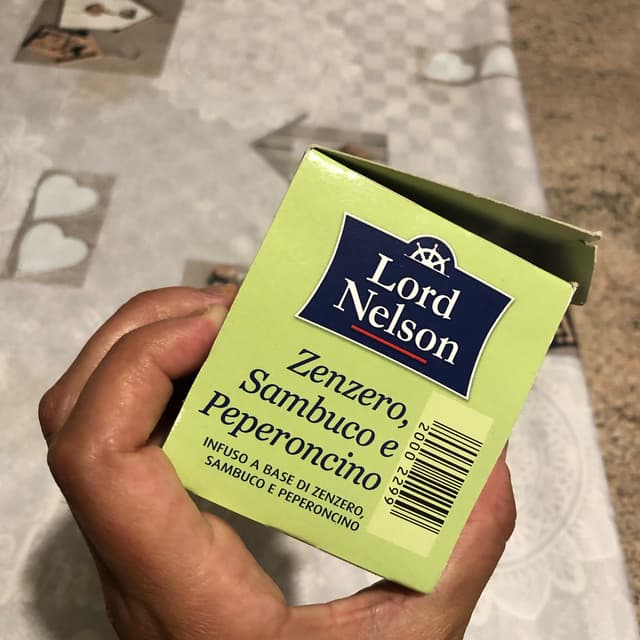 Lord
Nelson
Zenzero,
Sambuco e
Peperoncino
INFUSO A BASE DI ZENZERO,
SAMBUCO E PEPERONCINO
2000 2299